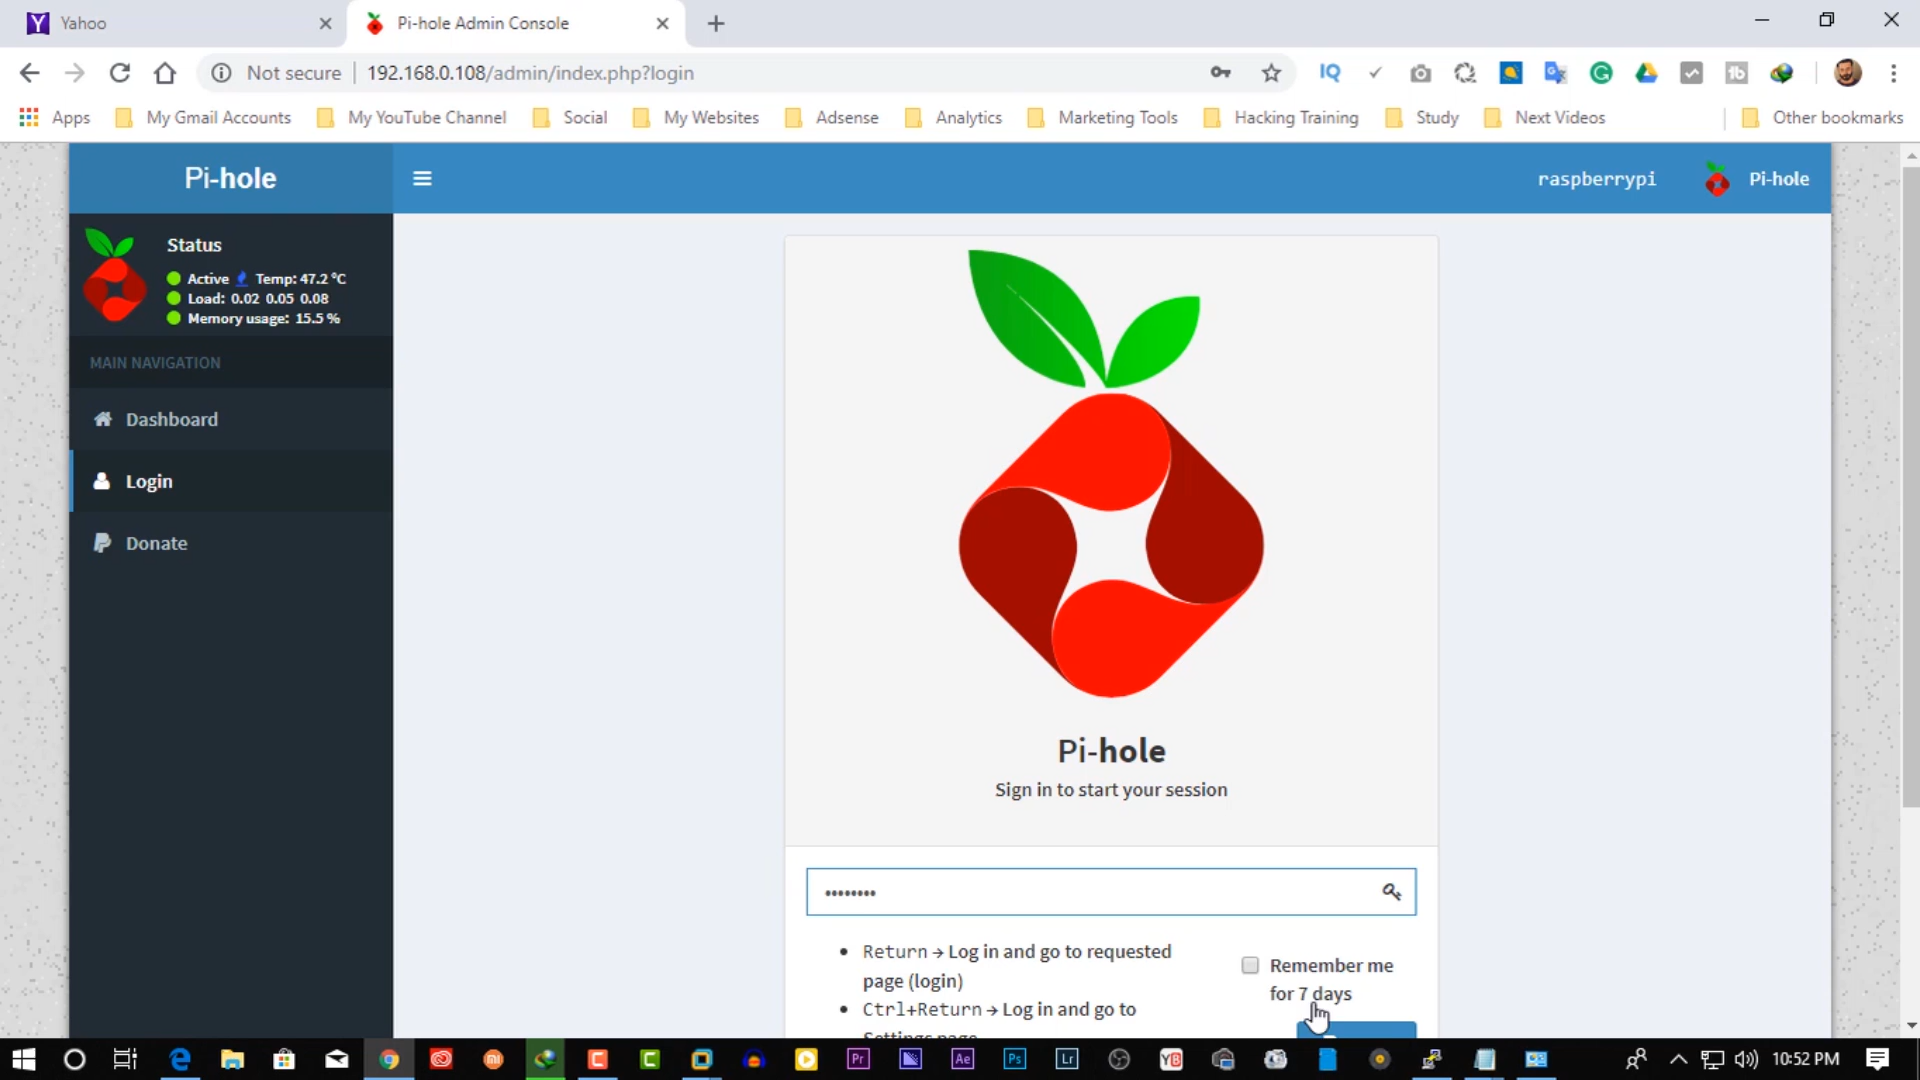 Yahoo
Pi-hole Admin Console
Not secure
192.168.0.108/admin/index.php?login
Apps
My Gmail Accounts
My YouTube Channel
Social
My Websites
Adsense
Analytics
Marketing Tools
Hacking Training
Study
Next Videos
Other bookmarks
Pi-hole
raspberrypi
Pi-hole
Status
Active Temp: 47.2 °C
Load: 0.02 0.05 0.08
Memory usage: 15.5 %
MAIN NAVIGATION
Dashboard
Login
Donate
Pi-hole
Sign in to start your session
••••••••
• Return → Log in and go to requested
page (login)
• Ctrl+Return → Log in and go to
Settings page
Remember me
for 7 days
10:52 PM